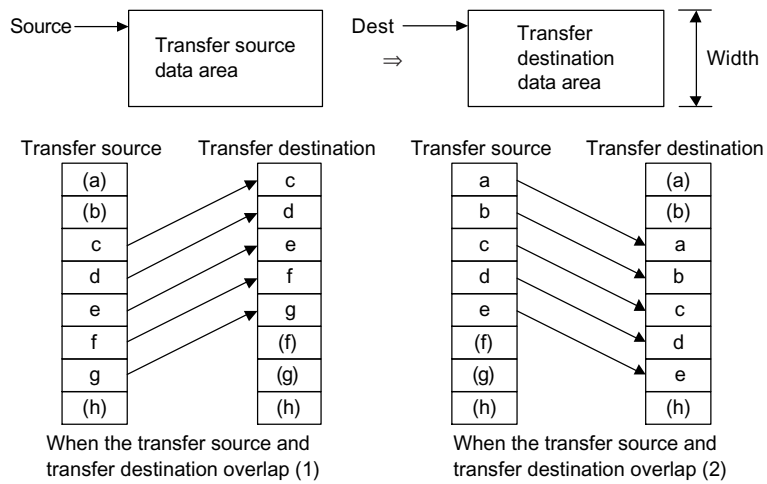 Source
Transfer source
data area
Dest
⇒
Transfer
destination
data area
Width
Transfer source
Transfer destination
(a)
c
(b)
d
c
e
d
f
e
g
f
(f)
g
(g)
(h)
(h)
When the transfer source and
transfer destination overlap (1)
Transfer source
Transfer destination
a
(a)
b
(b)
c
a
d
b
e
c
(f)
d
(g)
e
(h)
(h)
When the transfer source and
transfer destination overlap (2)